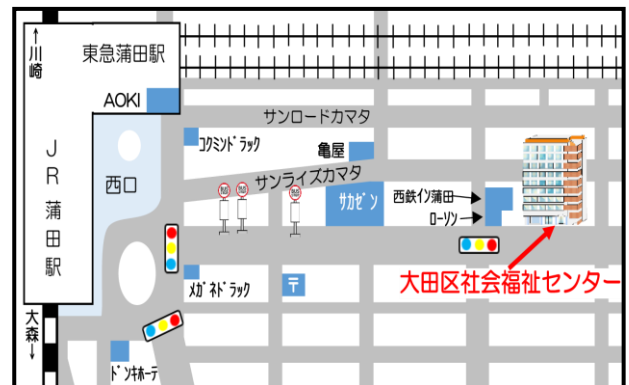 ↑川崎
東急蒲田駅
AOKI
サンロードカマタ
コクミンドラック
亀屋
JR蒲田駅
西口
サンライズカマタ
サカゼン
西鉄イン蒲田
ローソン
大田区社会福祉センター
メガネドラック
〒
大森↓
ドンキホーテ